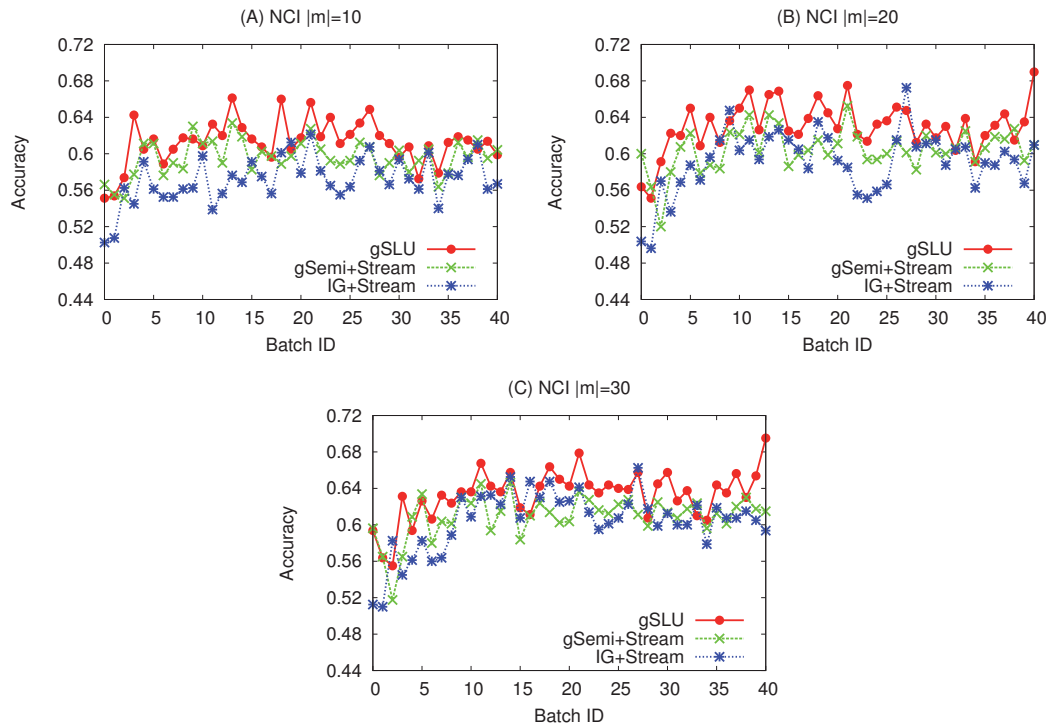 (A) NCI |m|=10
0.72
0.68
0.64
0.6
0.56
0.52
0.48
0.44
Accuracy
gSLU
gSemi+Stream
IG+Stream
0 5 10 15 20 25 30 35 40
Batch ID
(B) NCI |m|=20
0.72
0.68
0.64
0.6
0.56
0.52
0.48
0.44
Accuracy
gSLU
gSemi+Stream
IG+Stream
0 5 10 15 20 25 30 35 40
Batch ID
(C) NCI |m|=30
0.72
0.68
0.64
0.6
0.56
0.52
0.48
0.44
Accuracy
gSLU
gSemi+Stream
IG+Stream
0 5 10 15 20 25 30 35 40
Batch ID